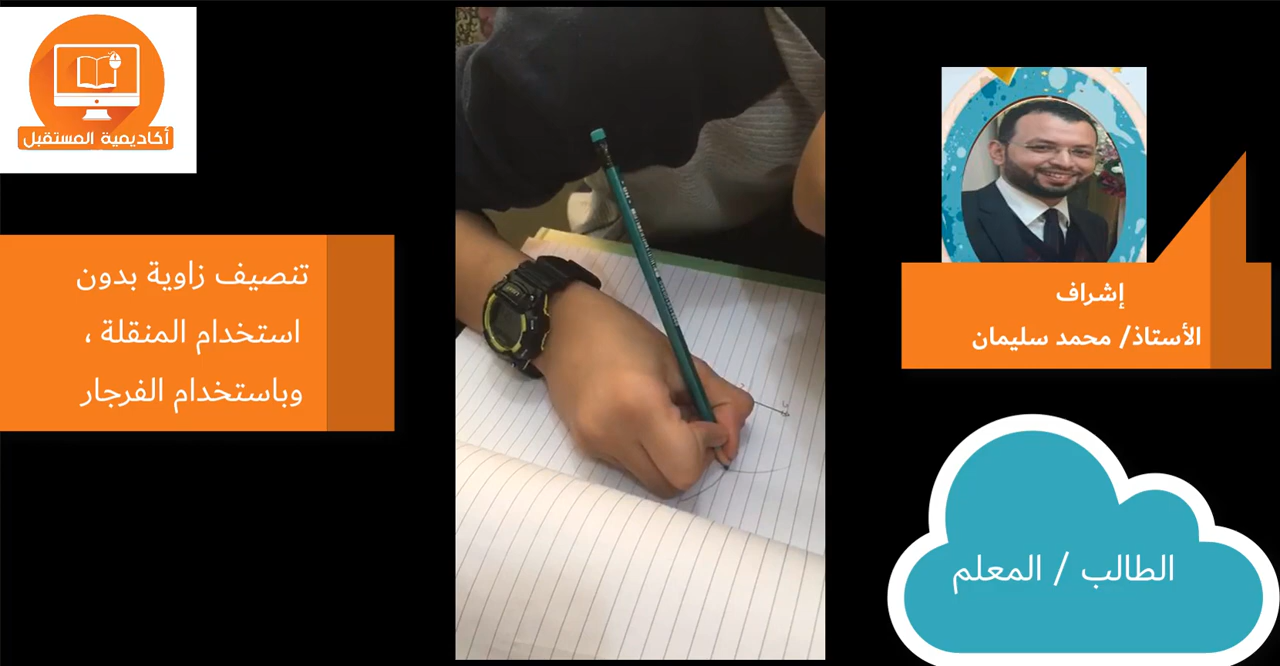 أكاديمية المستقبل
تنصيف زاوية بدون
استخدام المنقلة ،
وباستخدام الفرجار
إشراف
الأستاذ/ محمد سليمان
الطالب / المعلم